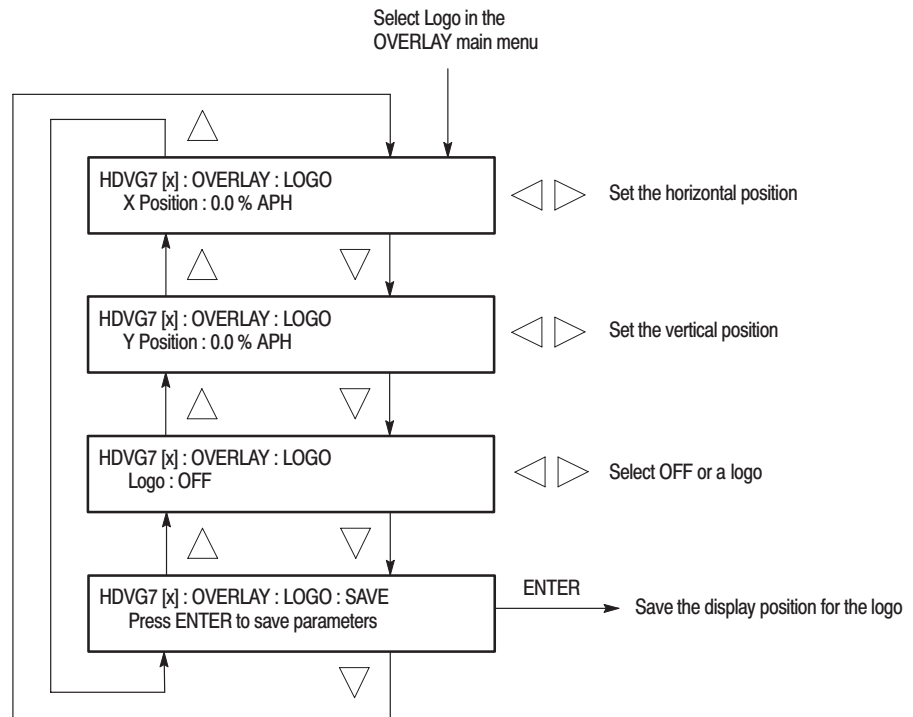 Select Logo in the
OVERLAY main menu
HDVG7 [x] : OVERLAY : LOGO
X Position : 0.0 % APH
Set the horizontal position
HDVG7 [x] : OVERLAY : LOGO
Y Position : 0.0 % APH
Set the vertical position
HDVG7 [x] : OVERLAY : LOGO
Logo : OFF
Select OFF or a logo
HDVG7 [x] : OVERLAY : LOGO : SAVE
Press ENTER to save parameters
ENTER
Save the display position for the logo